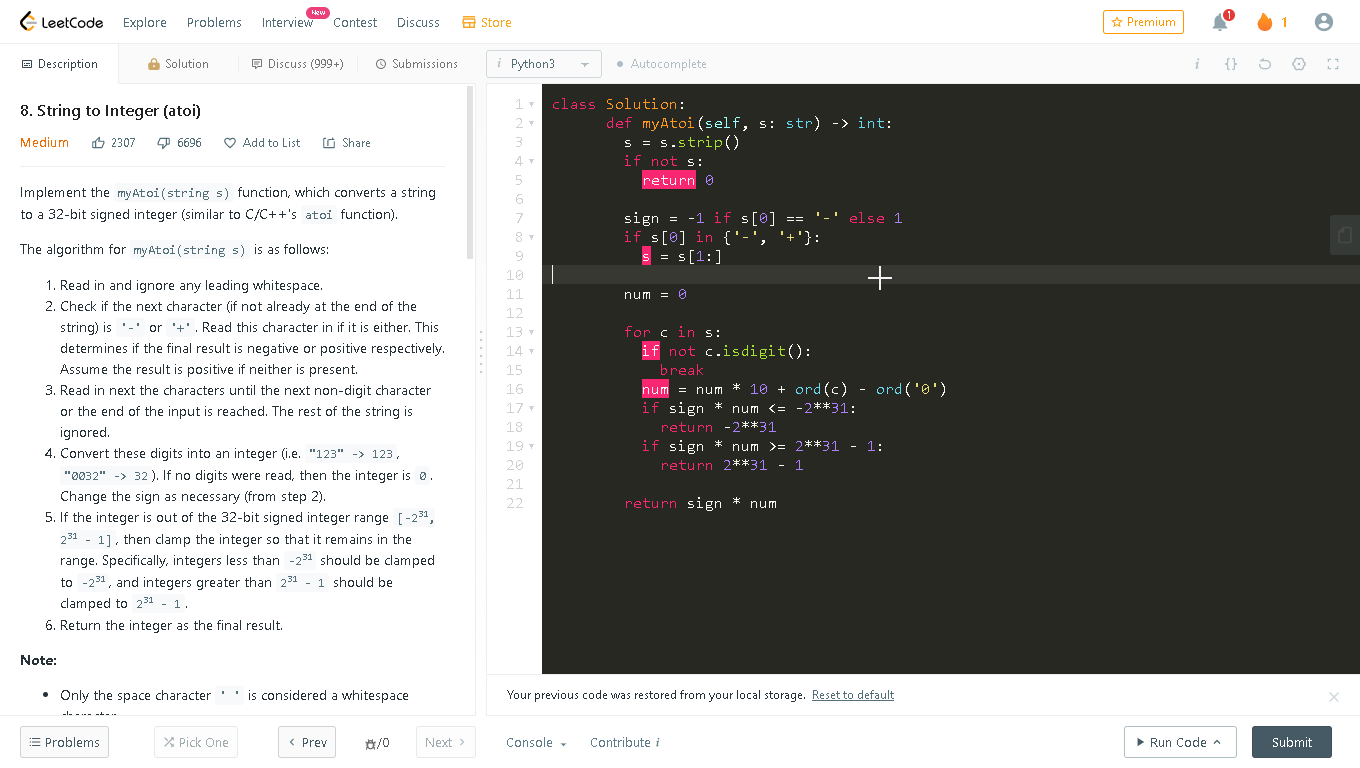 LeetCode Explore Problems Interview New Contest Discuss Store Premium 1 1
Description Solution Discuss (999+) Submissions
i Python3 Autocomplete i {}
8. String to Integer (atoi)
Medium 2307 6696 Add to List Share
Implement the myAtoi(string s) function, which converts a string
to a 32-bit signed integer (similar to C/C++'s atoi function).
The algorithm for myAtoi(string s) is as follows:
1. Read in and ignore any leading whitespace.
2. Check if the next character (if not already at the end of the
string) is '-' or '+'. Read this character in if it is either. This
determines if the final result is negative or positive respectively.
Assume the result is positive if neither is present.
3. Read in next the characters until the next non-digit character
or the end of the input is reached. The rest of the string is
ignored.
4. Convert these digits into an integer (i.e. "123" -> 123,
"0032" -> 32). If no digits were read, then the integer is 0.
Change the sign as necessary (from step 2).
5. If the integer is out of the 32-bit signed integer range [-2³¹,
2³¹ - 1], then clamp the integer so that it remains in the
range. Specifically, integers less than -2³¹ should be clamped
to -2³¹, and integers greater than 2³¹ - 1 should be
clamped to 2³¹ - 1.
6. Return the integer as the final result.
Note:
• Only the space character ' ' is considered a whitespace
character
1 class Solution:
2 def myAtoi(self, s: str) -> int:
3 s = s.strip()
4 if not s:
5 return 0
6
7 sign = -1 if s[0] == '-' else 1
8 if s[0] in {'-', '+'}:
9 s = s[1:]
10
11 num = 0
12
13 for c in s:
14 if not c.isdigit():
15 break
16 num = num * 10 + ord(c) - ord('0')
17 if sign * num <= -2**31:
18 return -2**31
19 if sign * num >= 2**31 - 1:
20 return 2**31 - 1
21
22 return sign * num
Your previous code was restored from your local storage. Reset to default
Problems Pick One Prev /0 Next Console Contribute i Run Code Submit